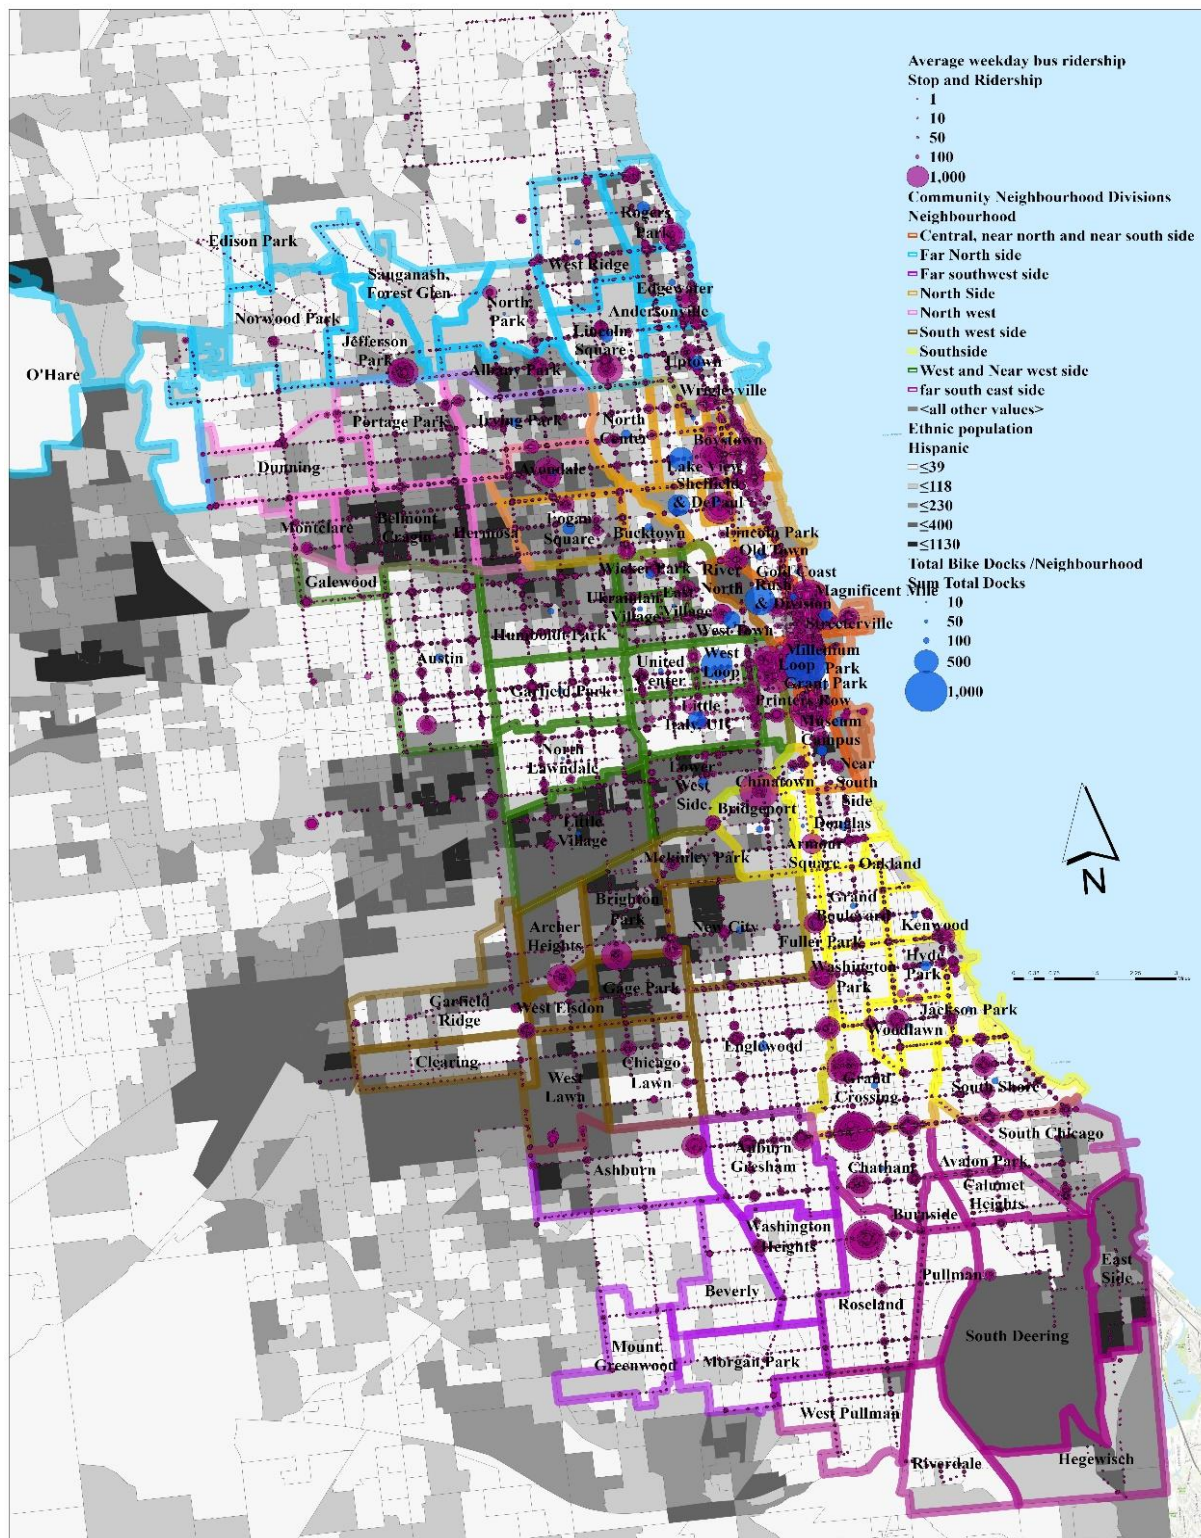 Average weekday bus ridership
Stop and Ridership
1
10
50
100
1,000
Community Neighbourhood Divisions
Neighbourhood
Central, near north and near south side
Far North side
Far southwest side
North Side
North west
South west side
Southside
West and Near west side
far south east side
<all other values>
Ethnic population
Hispanic
≤39
≤118
≤230
≤400
≤1130
Total Bike Docks /Neighbourhood
Sum Total Docks
10
50
100
500
1,000
N
Rogers
Park
Edison Park
West Ridge
Sauganash,
Forest Glen
Edgewater
North
Park
Andersonville
Norwood Park
Lincoln
Square
Jefferson
Park
O'Hare
Albany Park
Uptown
Wrigleyville
Portage Park
Irving Park
North
Center
Boystown
Dunning
Avondale
Lake View
Sheffield
& DePaul
Montclare
Belmont
Cragin
Hermosa
Logan
Square
Bucktown
Lincoln Park
Old Town
Galewood
Wicker Park
River
North
Gold Coast
Rush
& Division
Magnificent Mile
Ukrainian
Village
East
Village
Streeterville
Humboldt Park
West Town
Austin
United
Center
West
Loop
Millenium
Park
Loop
Garfield Park
Grant Park
Printers Row
Little
Italy, UIC
Museum
Campus
North
Lawndale
Lower
West
Side
Chinatown
Near
South
Side
Bridgeport
Little
Village
Douglas
Mckinley Park
Armour
Square
Oakland
Brighton
Park
Grand
Boulevard
Archer
Heights
New City
Kenwood
Fuller Park
Hyde
Park
Washington
Park
Gage Park
Garfield
Ridge
West Elsdon
Jackson Park
Woodlawn
Clearing
Chicago
Lawn
Englewood
West
Lawn
Grand
Crossing
South Shore
South Chicago
Ashburn
Auburn
Gresham
Chatham
Avalon Park
Calumet
Heights
Washington
Heights
Burnside
Pullman
East
Side
Beverly
Roseland
South Deering
Mount
Greenwood
Morgan Park
West Pullman
Riverdale
Hegewisch